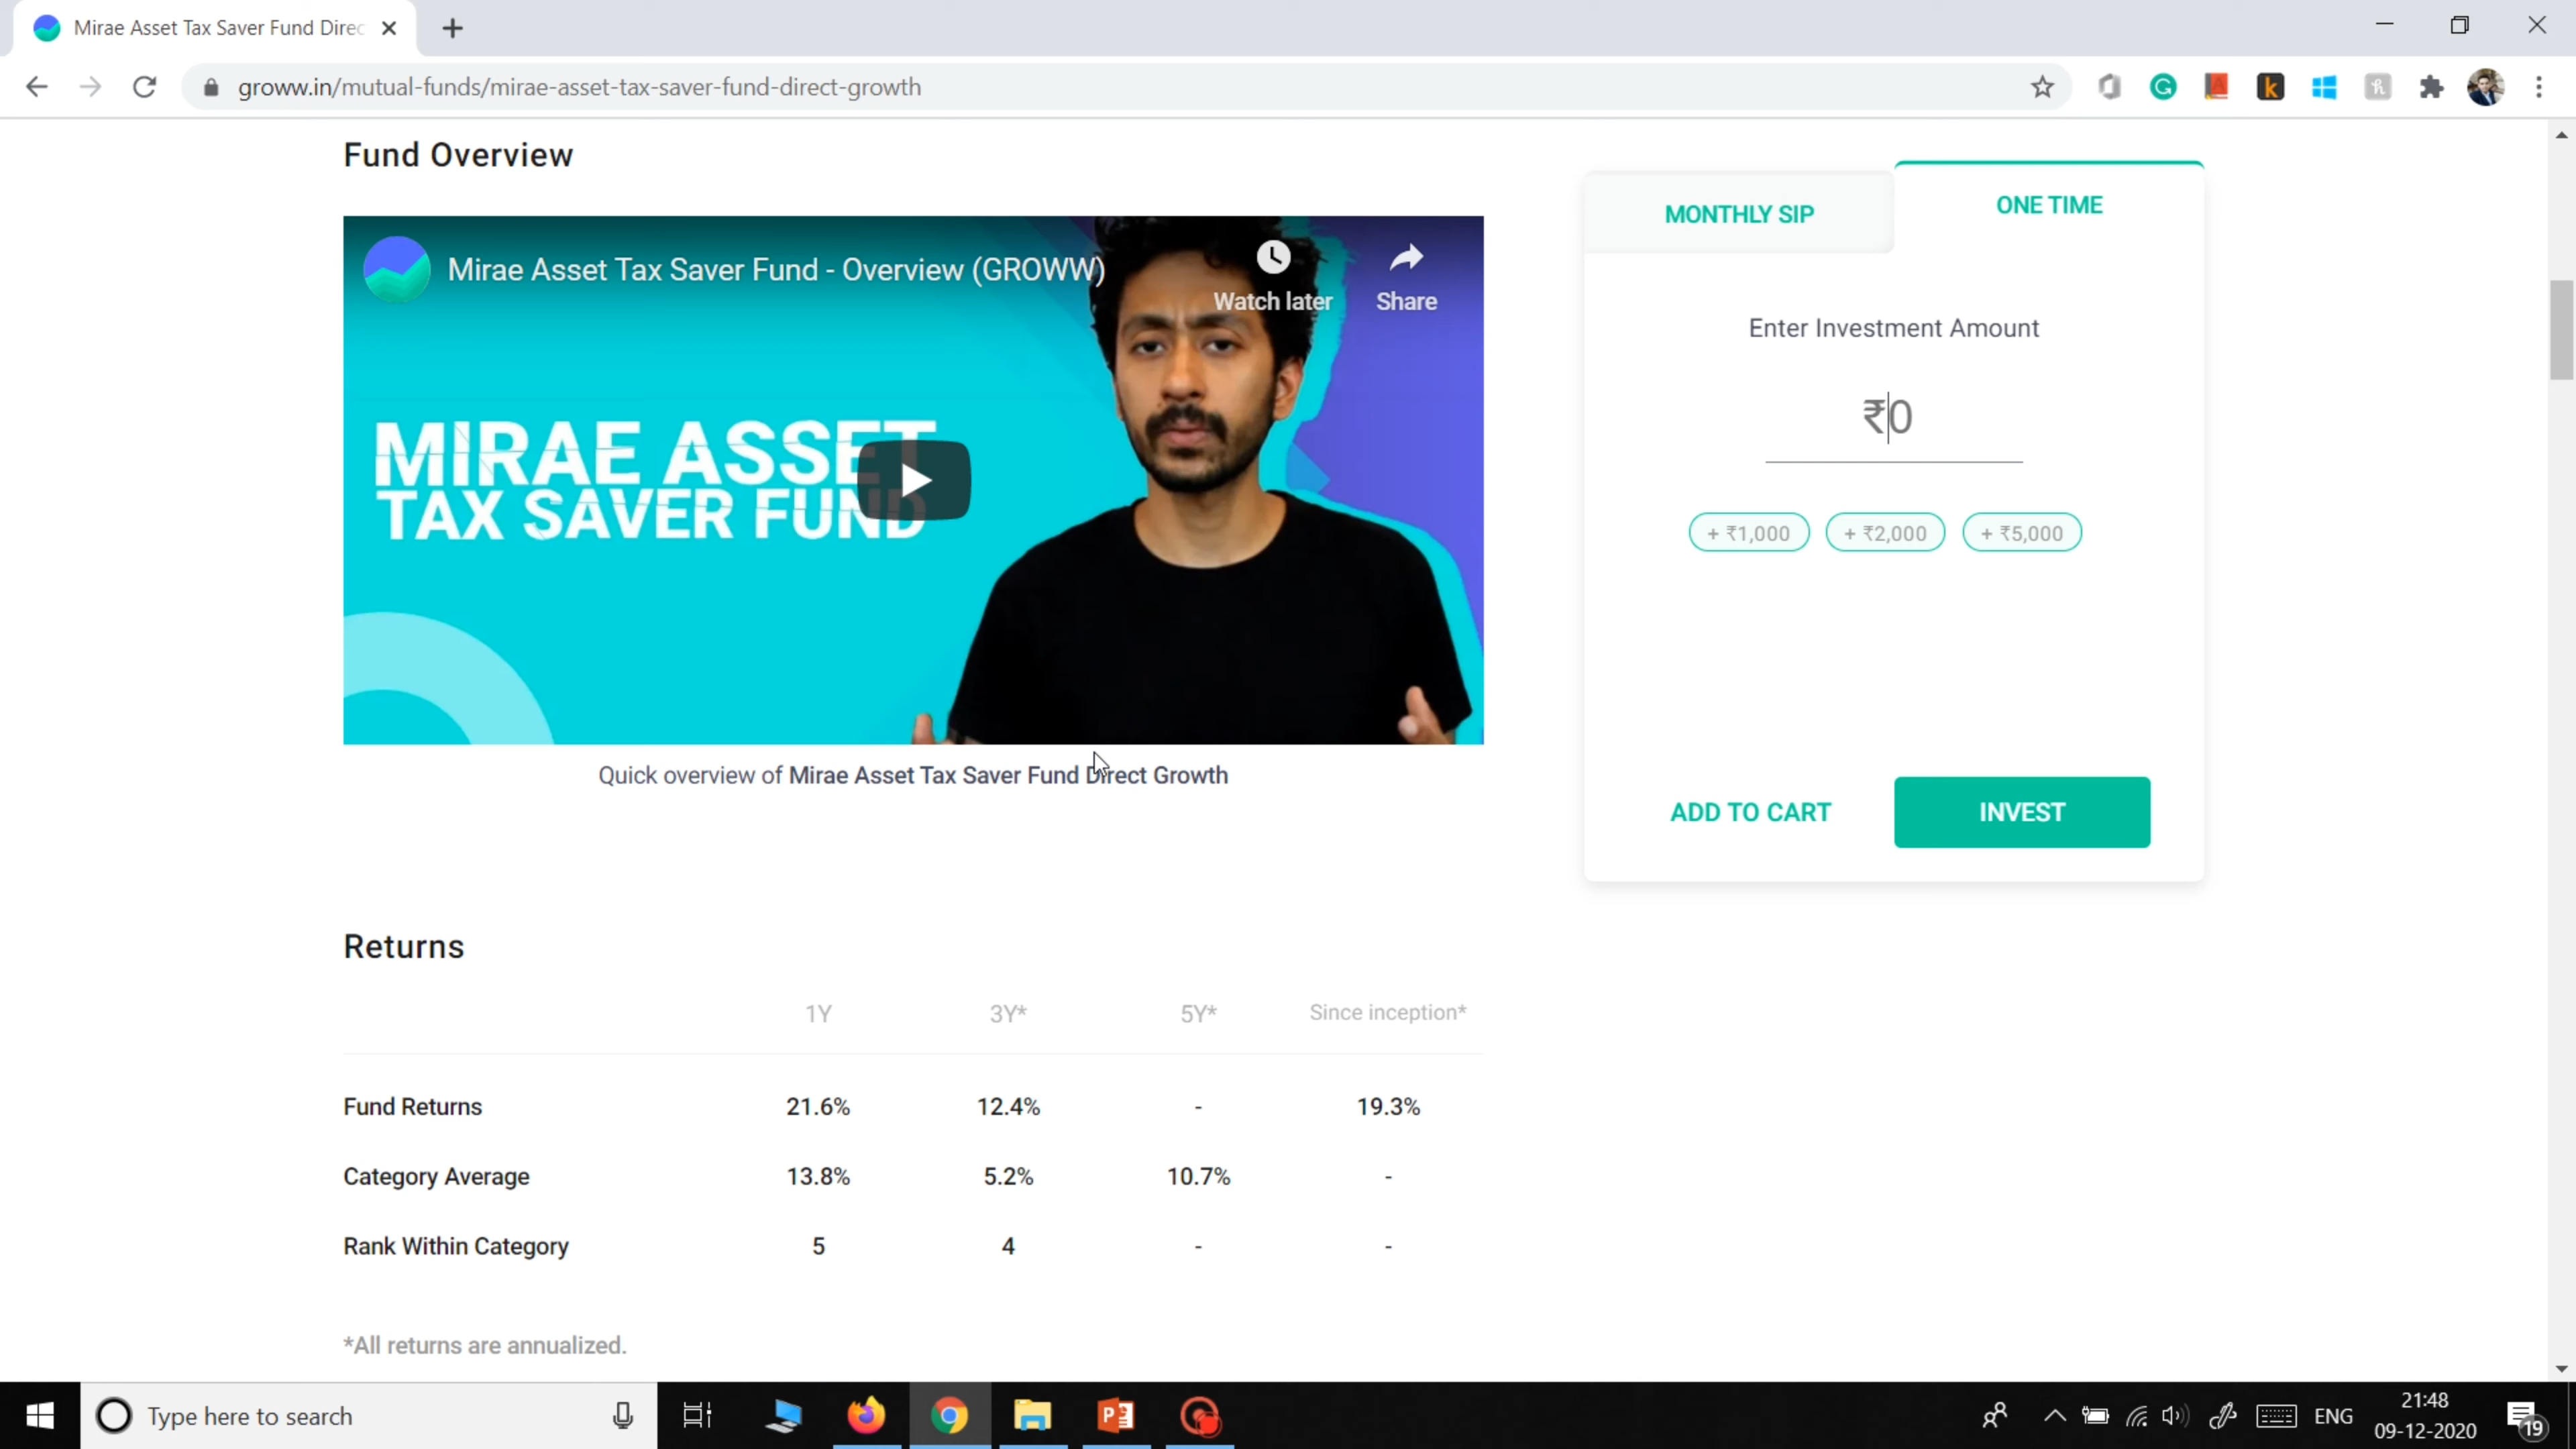 Mirae Asset Tax Saver Fund Direc
groww.in/mutual-funds/mirae-asset-tax-saver-fund-direct-growth
Fund Overview
Mirae Asset Tax Saver Fund - Overview (GROWW)
Watch later
Share
MIRAE ASSET
TAX SAVER FUND
Quick overview of Mirae Asset Tax Saver Fund Direct Growth
MONTHLY SIP
ONE TIME
Enter Investment Amount
₹0
+ ₹1,000 + ₹2,000 + ₹5,000
ADD TO CART
INVEST
Returns
1Y 3Y* 5Y* Since inception*
Fund Returns 21.6% 12.4% - 19.3%
Category Average 13.8% 5.2% 10.7% -
Rank Within Category 5 4 - -
*All returns are annualized.
Type here to search
ENG
21:48
09-12-2020
19